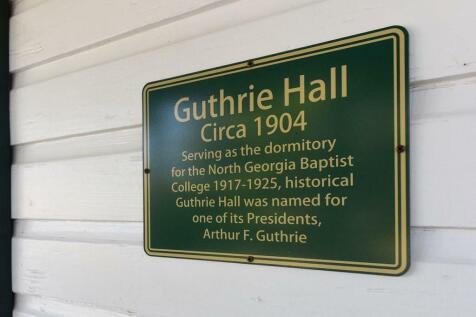 Guthrie Hall
Circa 1904
Serving as the dormitory
for the North Georgia Baptist
College 1917-1925, historical
Guthrie Hall was named for
one of its Presidents,
Arthur F. Guthrie